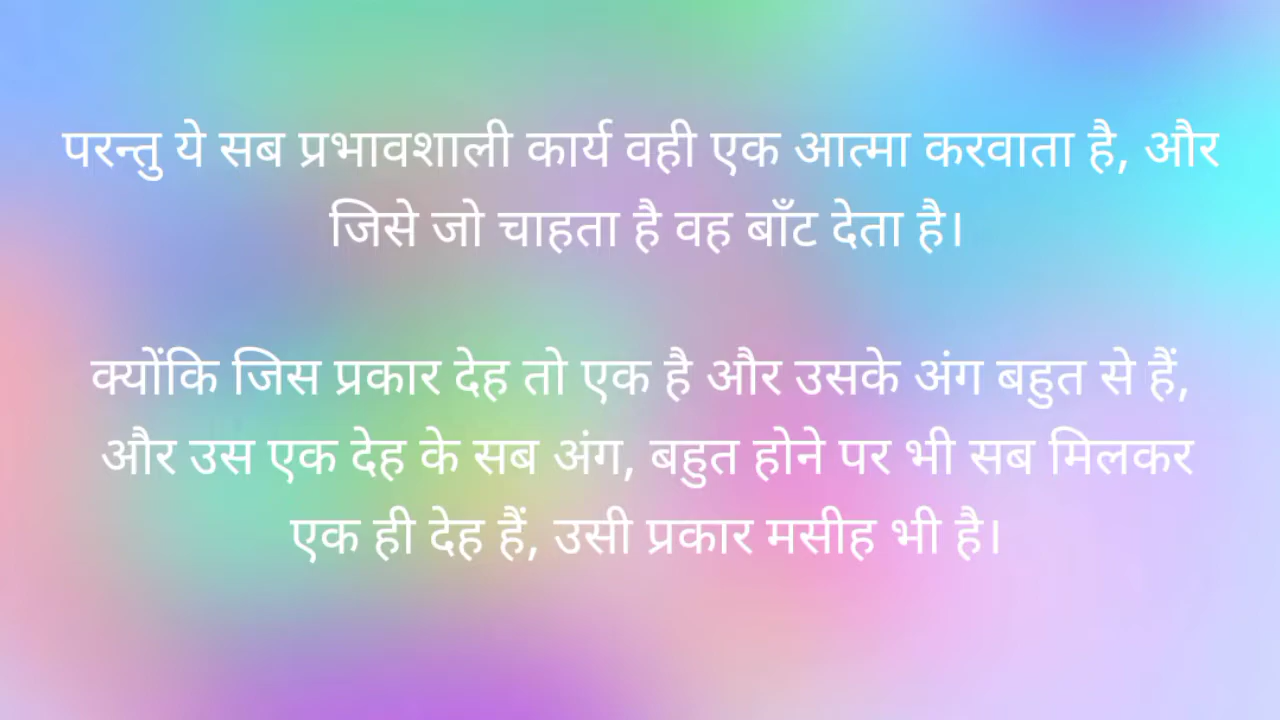 परन्तु ये सब प्रभावशाली कार्य वही एक आत्मा करवाता है, और
जिसे जो चाहता है वह बाँट देता है।
क्योंकि जिस प्रकार देह तो एक है और उसके अंग बहुत से हैं,
और उस एक देह के सब अंग, बहुत होने पर भी सब मिलकर
एक ही देह हैं, उसी प्रकार मसीह भी है।